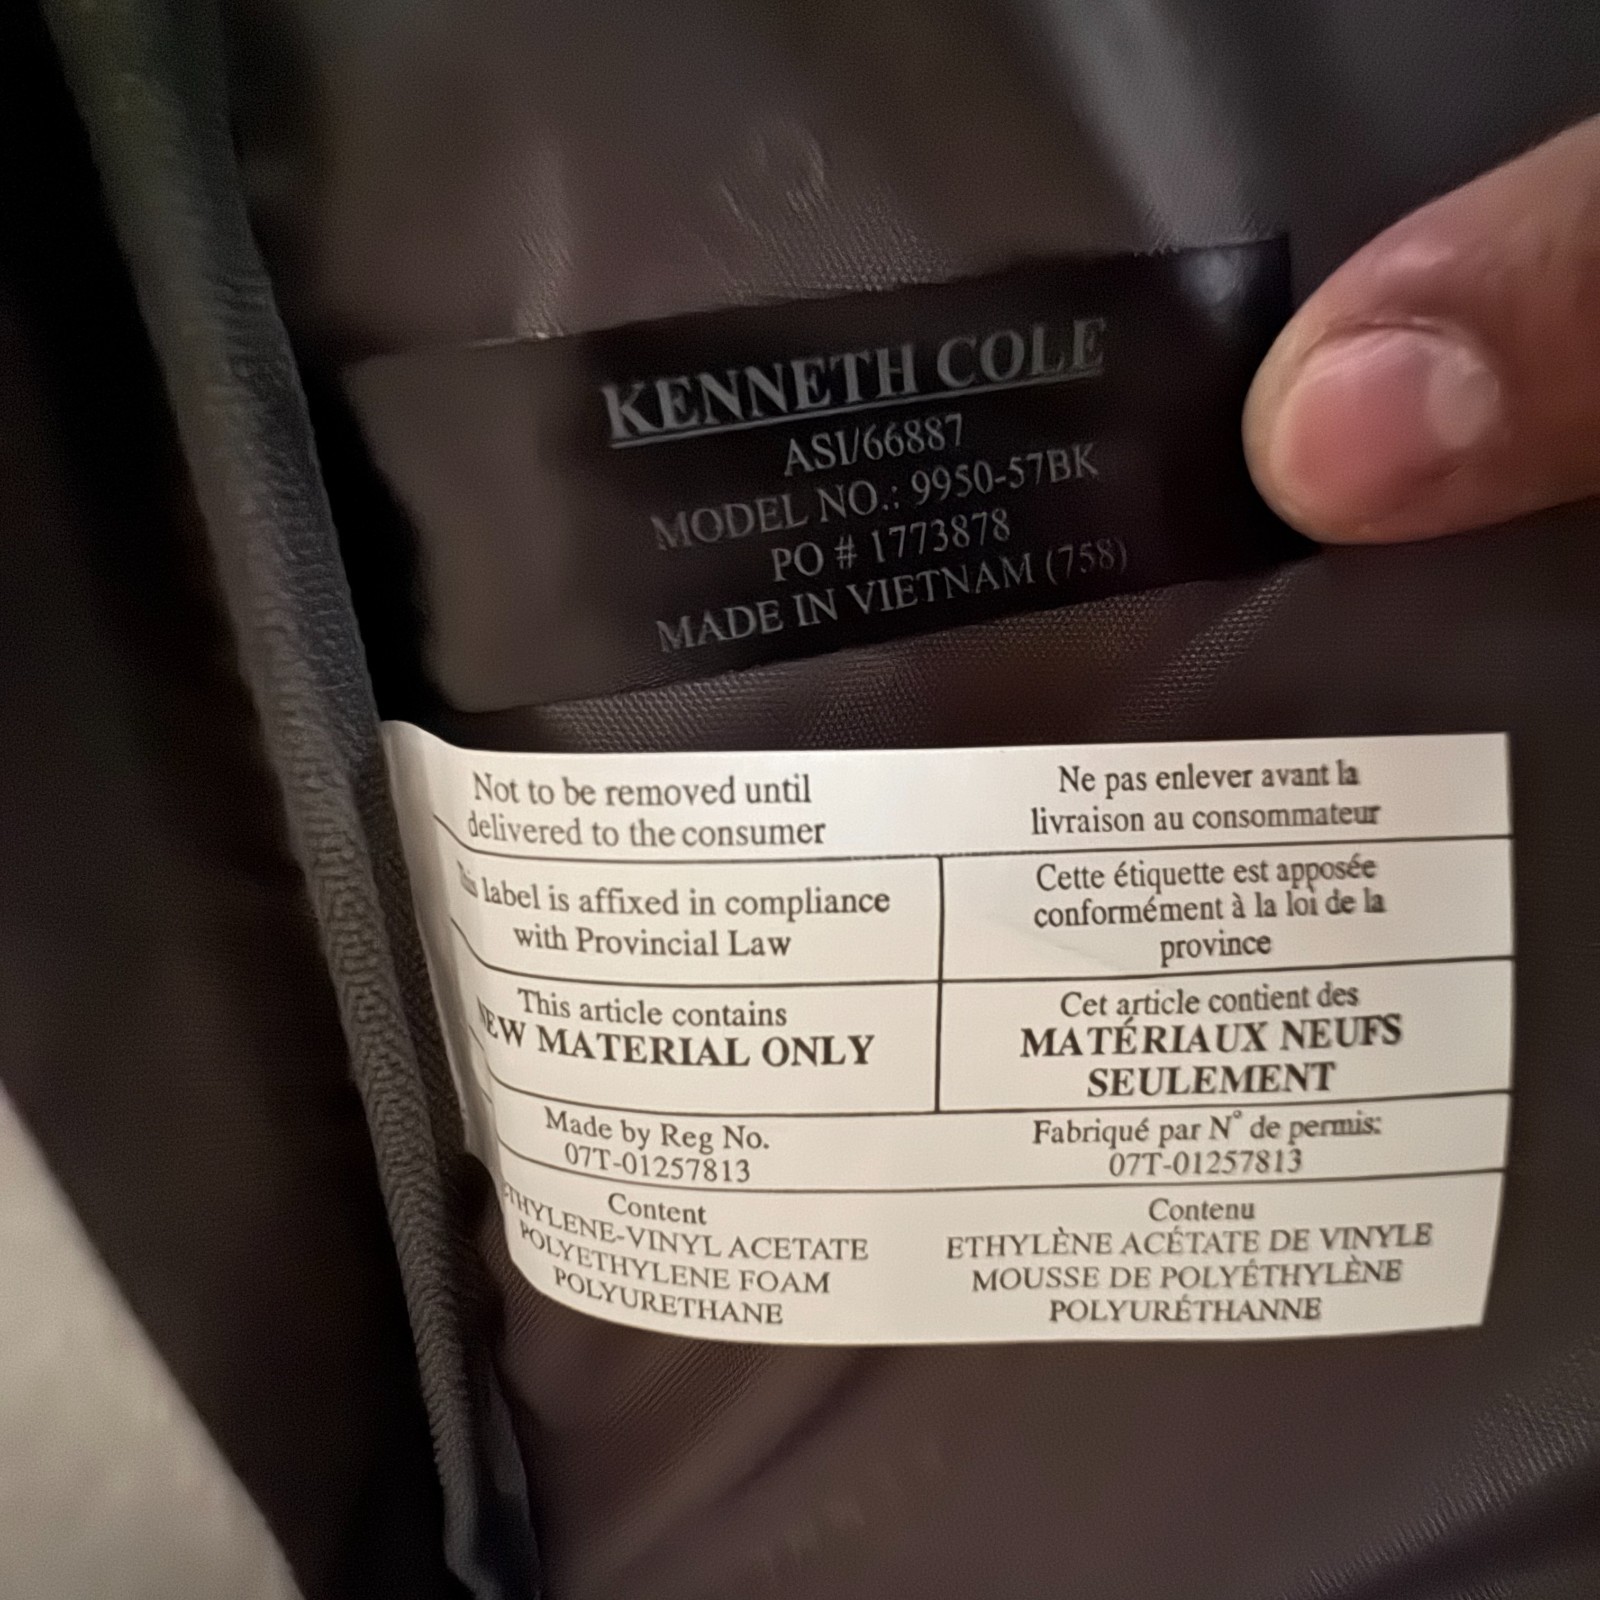 KENNETH COLE
ASI/66887
MODEL NO.: 9950-57BK
PO # 1773878
MADE IN VIETNAM (758)
Not to be removed until
delivered to the consumer
Ne pas enlever avant la
livraison au consommateur
This label is affixed in compliance
with Provincial Law
Cette étiquette est apposée
conformément à la loi de la
province
This article contains
NEW MATERIAL ONLY
Cet article contient des
MATÉRIAUX NEUFS
SEULEMENT
Made by Reg No.
07T-01257813
Fabriqué par N° de permis:
07T-01257813
Content
ETHYLENE-VINYL ACETATE
POLYETHYLENE FOAM
POLYURETHANE
Contenu
ETHYLÈNE ACÉTATE DE VINYLE
MOUSSE DE POLYÉTHYLÈNE
POLYURÉTHANNE